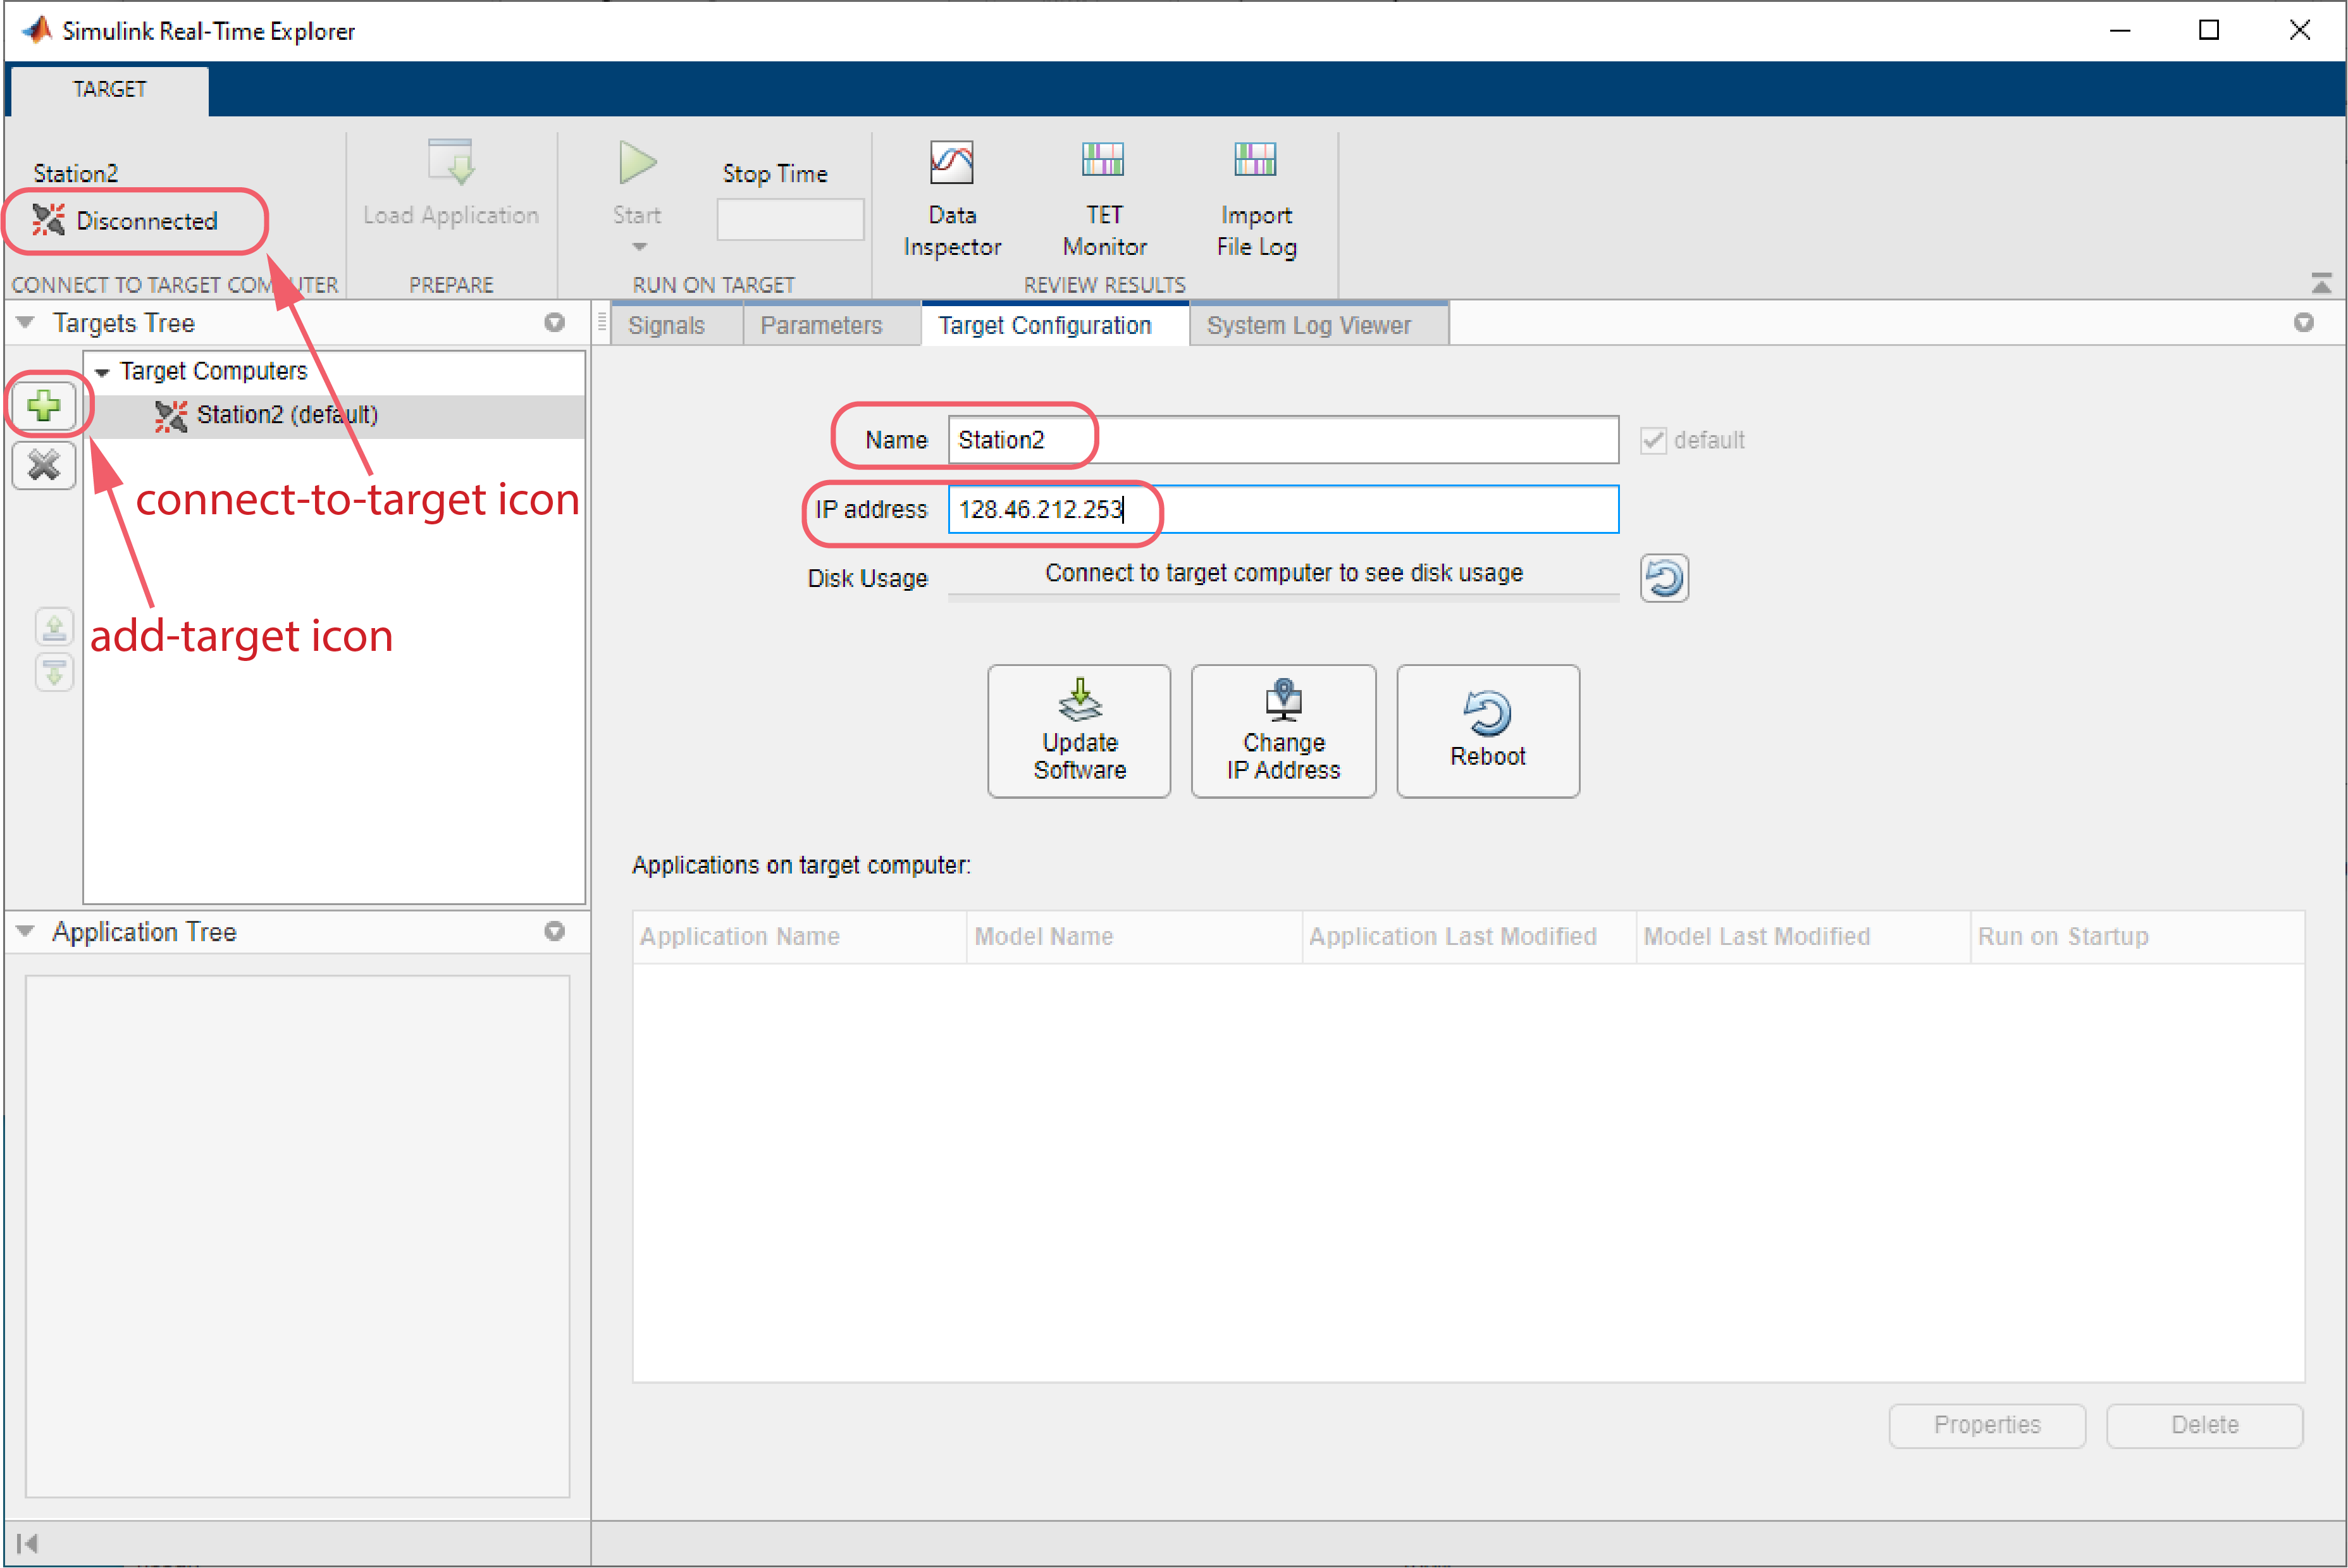 Simulink Real-Time Explorer
TARGET
Station2
Disconnected
CONNECT TO TARGET COMPUTER
Load Application
PREPARE
Start
Stop Time
RUN ON TARGET
Data
Inspector
TET
Monitor
Import
File Log
REVIEW RESULTS
Targets Tree
Target Computers
Station2 (default)
connect-to-target icon
add-target icon
Application Tree
Signals
Parameters
Target Configuration
System Log Viewer
Name
Station2
default
IP address
128.46.212.253
Disk Usage
Connect to target computer to see disk usage
Update
Software
Change
IP Address
Reboot
Applications on target computer:
Application Name
Model Name
Application Last Modified
Model Last Modified
Run on Startup
Properties
Delete